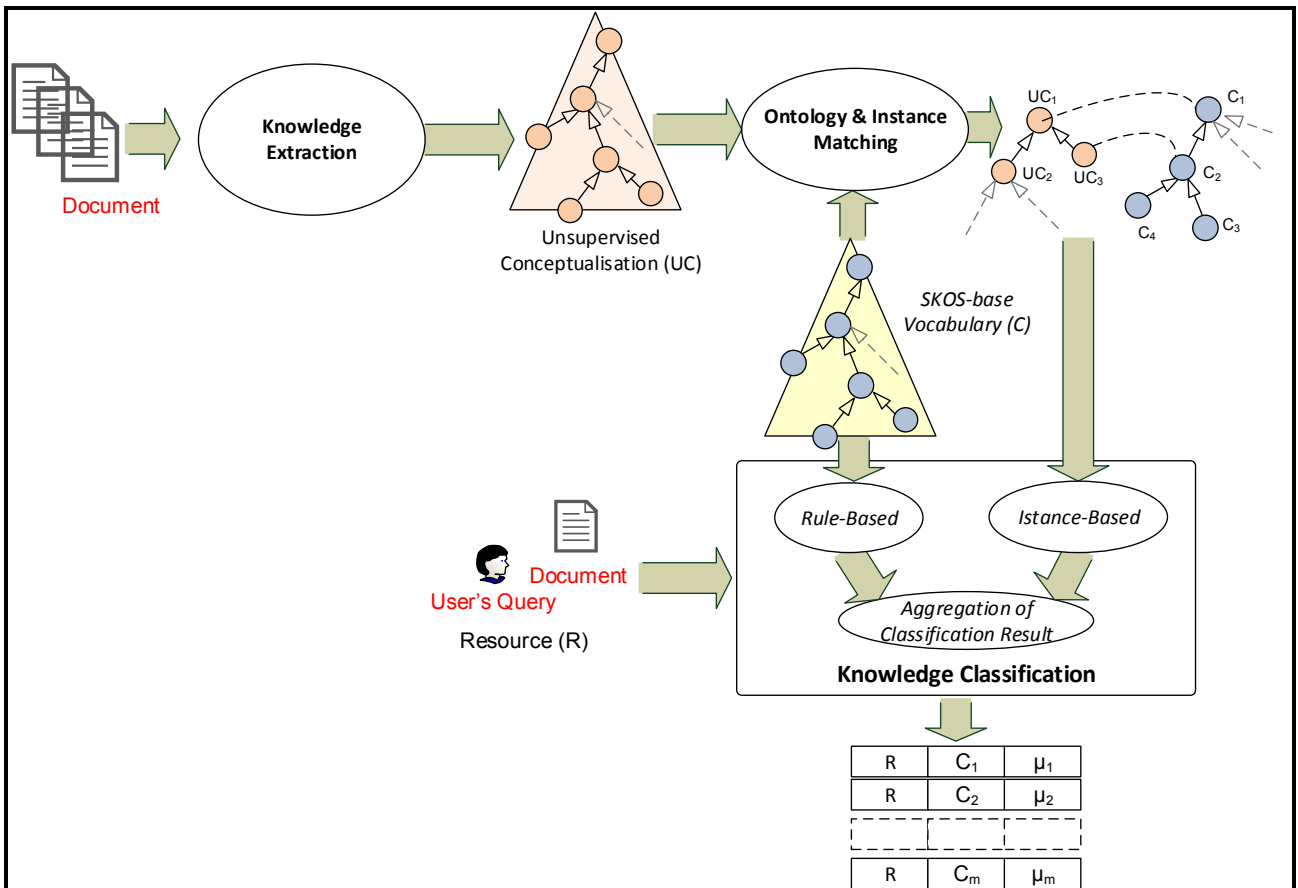 Document
Knowledge
Extraction
Unsupervised
Conceptualisation (UC)
Ontology & Instance
Matching
UC1
UC2
UC3
C1
C2
C4
C3
SKOS-base
Vocabulary (C)
Rule-Based
Istance-Based
Aggregation of
Classification Result
Knowledge Classification
Document
User's Query
Resource (R)
R C1 µ1
R C2 µ2
R Cm µm